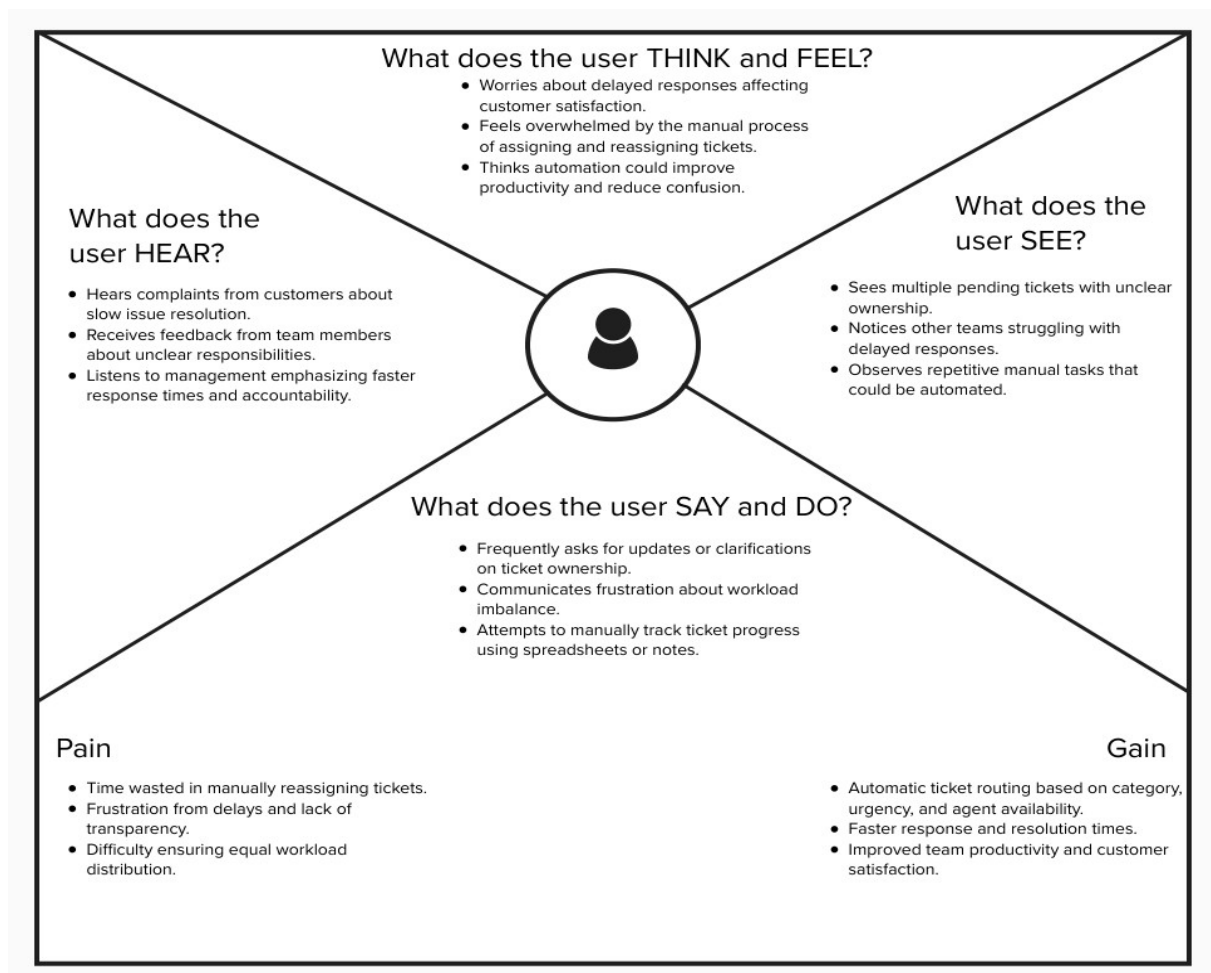 What does the user THINK and FEEL?
• Worries about delayed responses affecting
customer satisfaction.
• Feels overwhelmed by the manual process
of assigning and reassigning tickets.
• Thinks automation could improve
productivity and reduce confusion.
What does the
user HEAR?
• Hears complaints from customers about
slow issue resolution.
• Receives feedback from team members
about unclear responsibilities.
• Listens to management emphasizing faster
response times and accountability.
What does the
user SEE?
• Sees multiple pending tickets with unclear
ownership.
• Notices other teams struggling with
delayed responses.
• Observes repetitive manual tasks that
could be automated.
What does the user SAY and DO?
• Frequently asks for updates or clarifications
on ticket ownership.
• Communicates frustration about workload
imbalance.
• Attempts to manually track ticket progress
using spreadsheets or notes.
Pain
• Time wasted in manually reassigning tickets.
• Frustration from delays and lack of
transparency.
• Difficulty ensuring equal workload
distribution.
Gain
• Automatic ticket routing based on category,
urgency, and agent availability.
• Faster response and resolution times.
• Improved team productivity and customer
satisfaction.